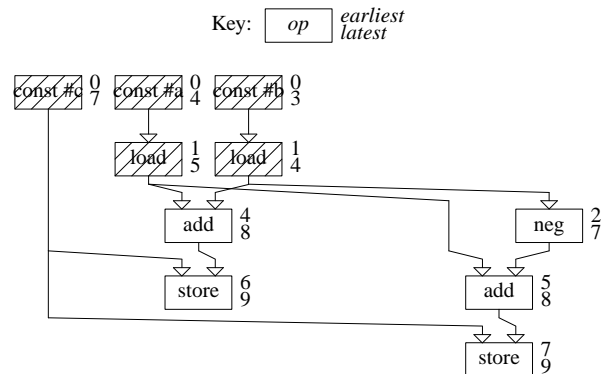 Key: op earliest
latest
const #c 0
7
const #a 0
4
const #b 0
3
load 1
5
load 1
4
add 4
8
neg 2
7
store 6
9
add 5
8
store 7
9